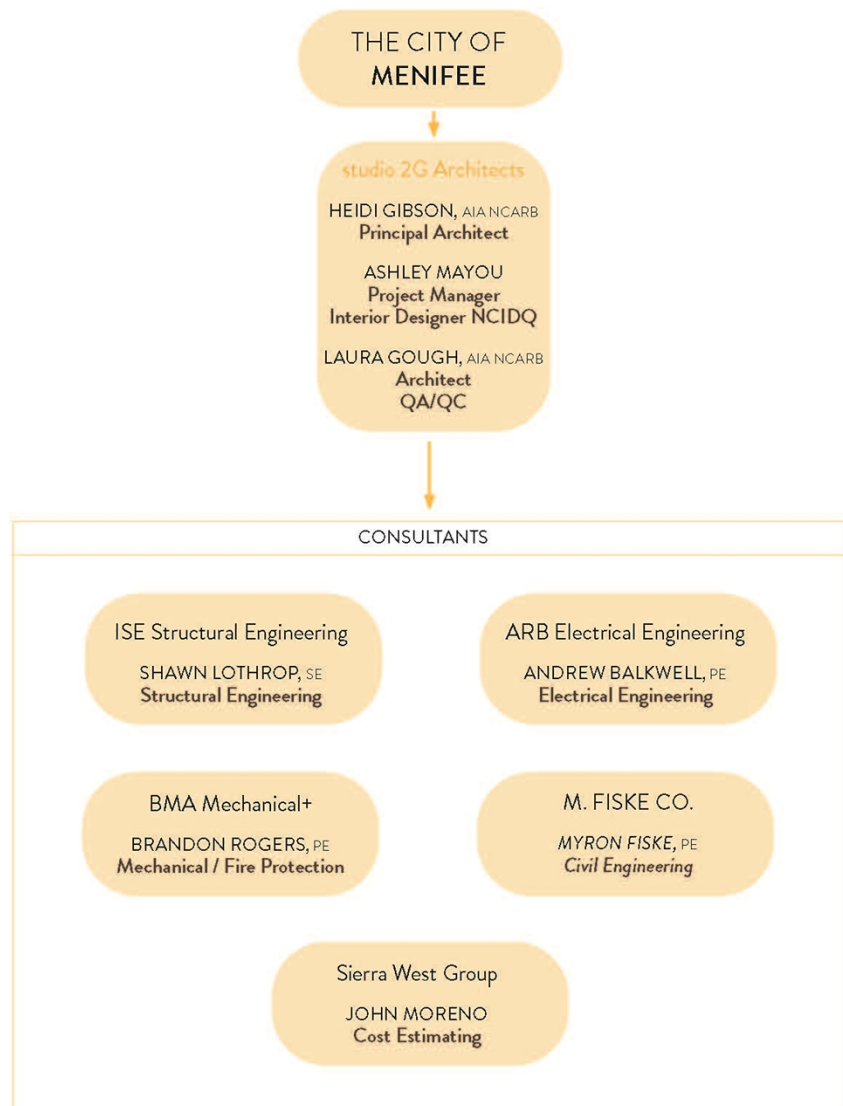 THE CITY OF
MENIFEE
studio 2G Architects
HEIDI GIBSON, AIA NCARB
Principal Architect
ASHLEY MAYOU
Project Manager
Interior Designer NCIDQ
LAURA GOUGH, AIA NCARB
Architect
QA/QC
CONSULTANTS
ISE Structural Engineering
SHAWN LOTHROP, SE
Structural Engineering
ARB Electrical Engineering
ANDREW BALKWELL, PE
Electrical Engineering
BMA Mechanical+
BRANDON ROGERS, PE
Mechanical / Fire Protection
M. FISKE CO.
MYRON FISKE, PE
Civil Engineering
Sierra West Group
JOHN MORENO
Cost Estimating